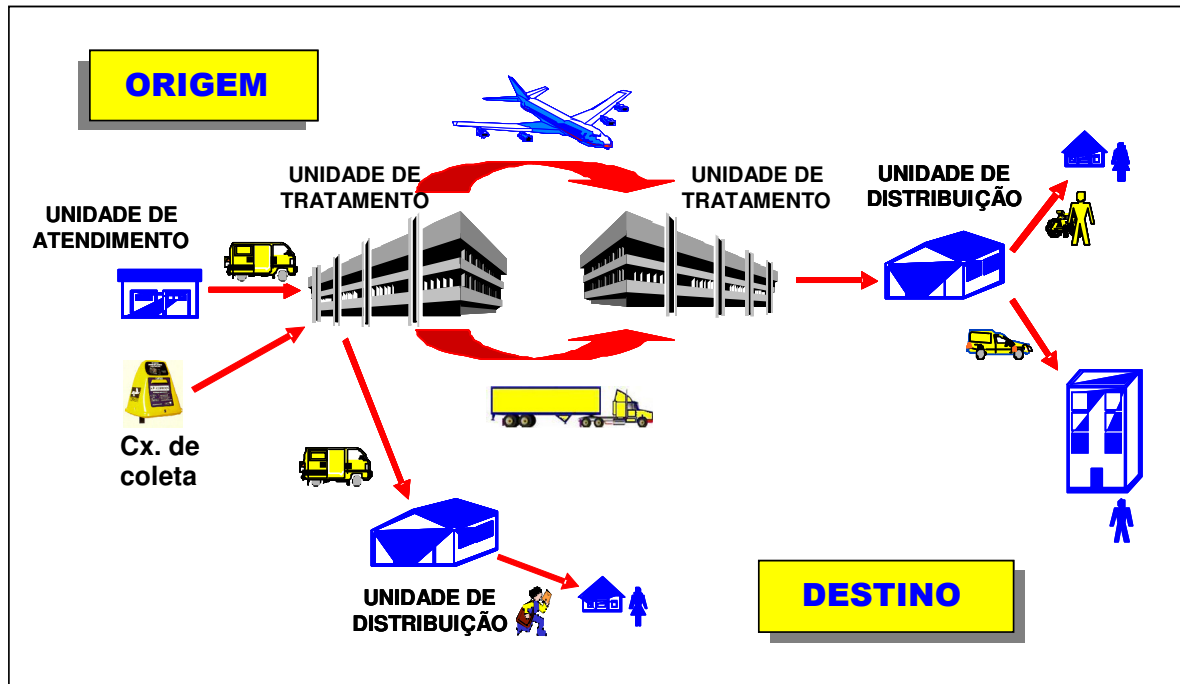 ORIGEM
UNIDADE DE
TRATAMENTO
UNIDADE DE
TRATAMENTO
UNIDADE DE
DISTRIBUIÇÃO
UNIDADE DE
ATENDIMENTO
Cx. de
coleta
UNIDADE DE
DISTRIBUIÇÃO
DESTINO